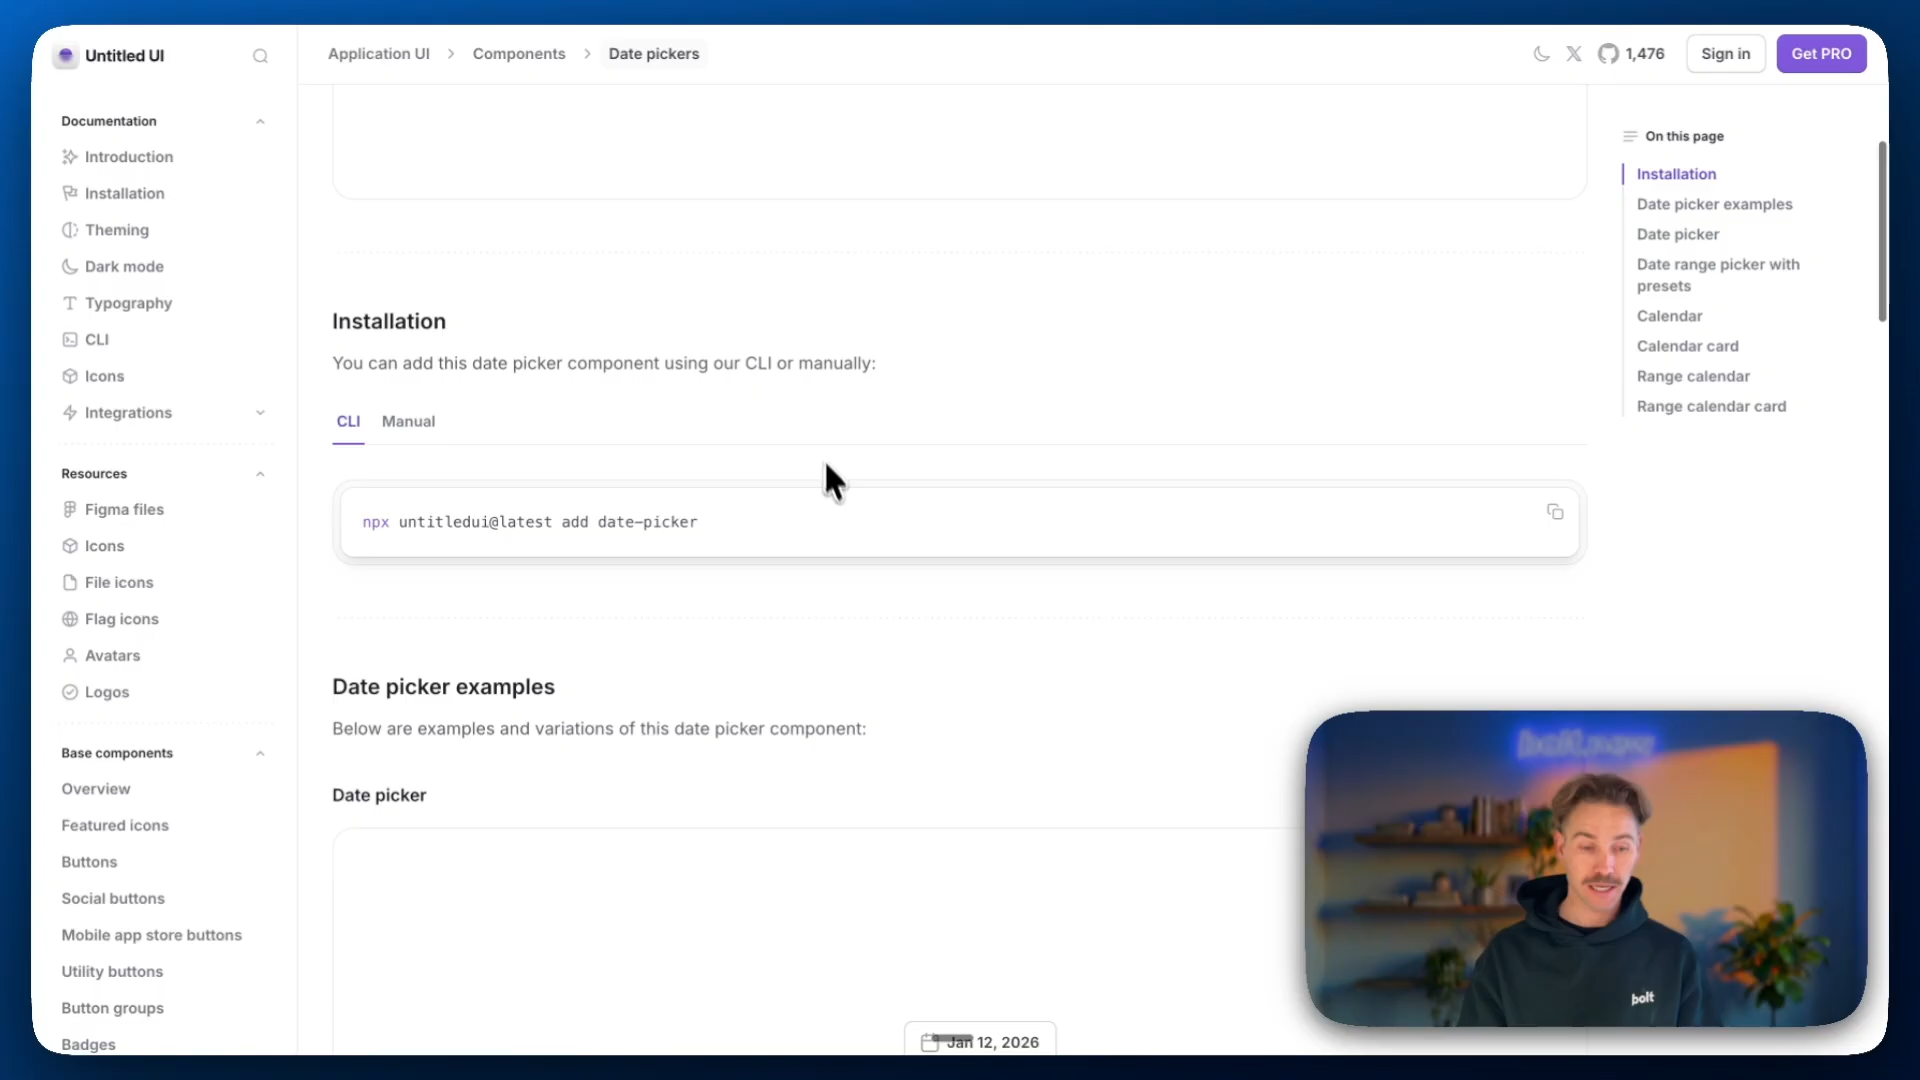 Untitled UI
Application UI
Components
Date pickers
1,476
Sign in
Get PRO
Documentation
Introduction
Installation
Theming
Dark mode
Typography
CLI
Icons
Integrations
Resources
Figma files
Icons
File icons
Flag icons
Avatars
Logos
Base components
Overview
Featured icons
Buttons
Social buttons
Mobile app store buttons
Utility buttons
Button groups
Badges
Installation
You can add this date picker component using our CLI or manually:
CLI Manual
npx untitledui@latest add date-picker
Date picker examples
Below are examples and variations of this date picker component:
Date picker
Jan 12, 2026
On this page
Installation
Date picker examples
Date picker
Date range picker with
presets
Calendar
Calendar card
Range calendar
Range calendar card
bolt.new
bolt